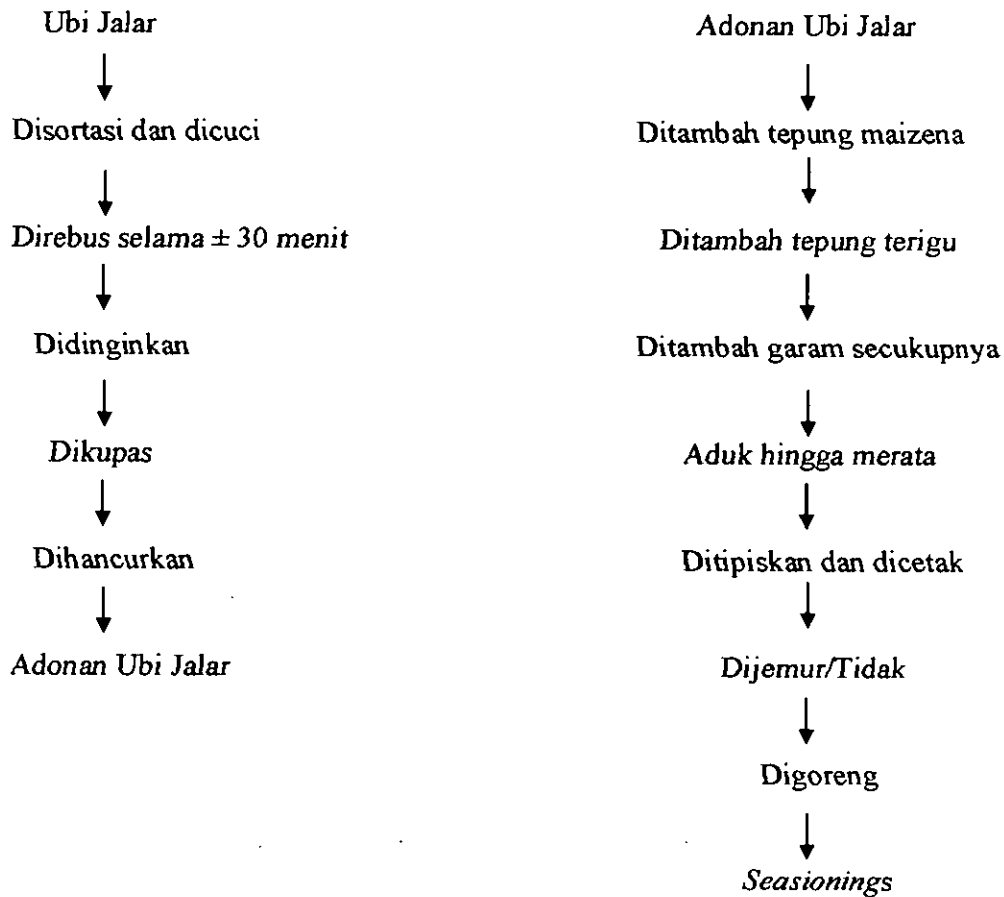 Ubi Jalar
Disortasi dan dicuci
Direbus selama ± 30 menit
Didinginkan
Dikupas
Dihancurkan
Adonan Ubi Jalar
Adonan Ubi Jalar
Ditambah tepung maizena
Ditambah tepung terigu
Ditambah garam secukupnya
Aduk hingga merata
Ditipiskan dan dicetak
Dijemur/Tidak
Digoreng
Seasionings